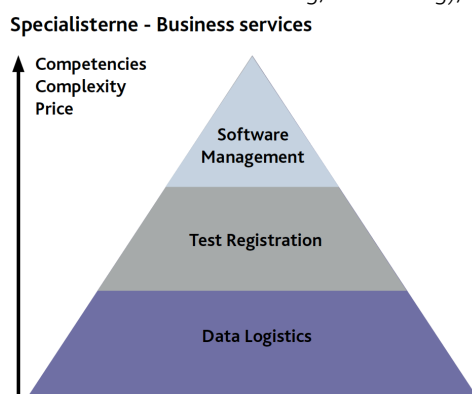 Specialisterne - Business services
Competencies
Complexity
Price
Software
Management
Test Registration
Data Logistics